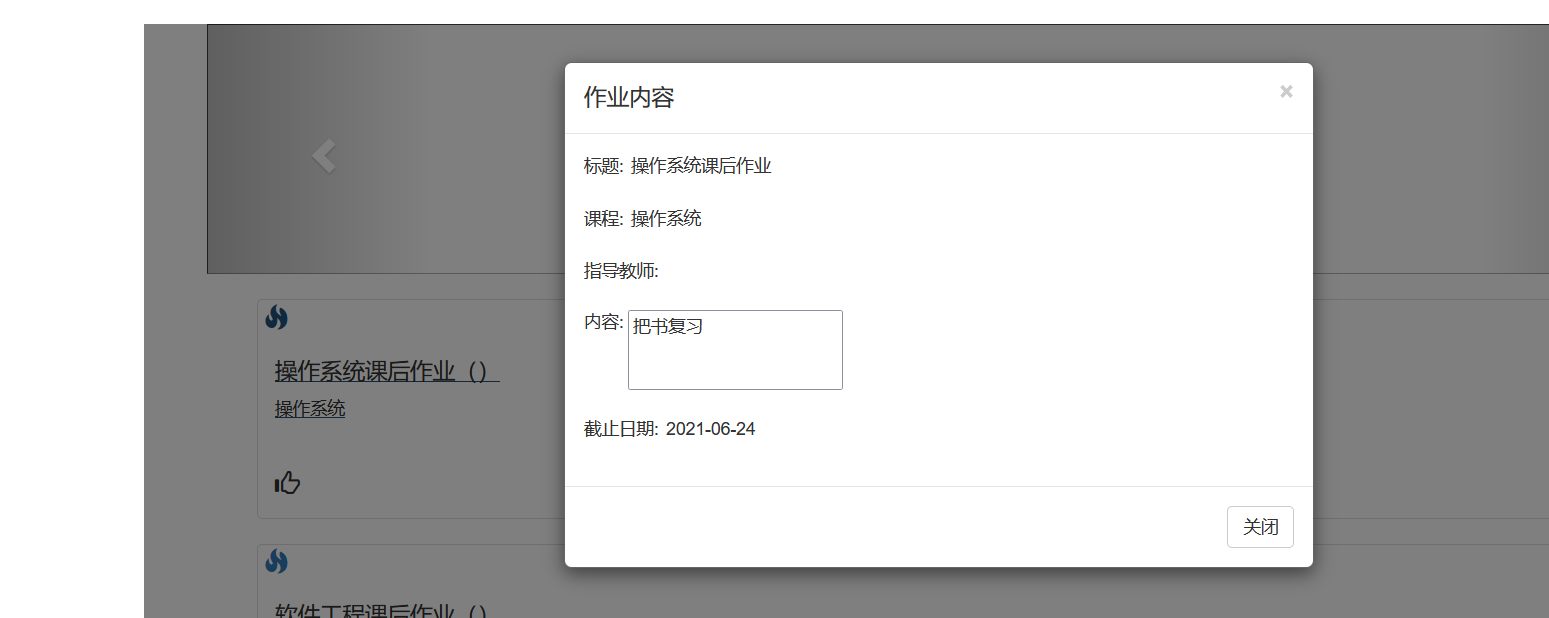 作业内容
×
标题: 操作系统课后作业
课程: 操作系统
指导教师:
内容: 把书复习
截止日期: 2021-06-24
关闭
操作系统课后作业（）
操作系统
软件工程课后作业（）